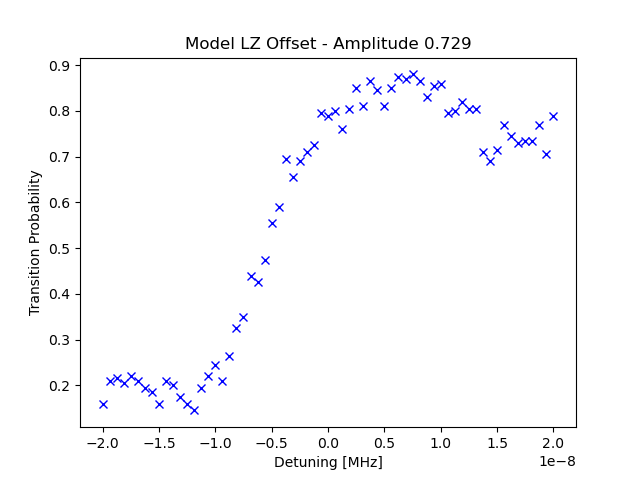 Model LZ Offset - Amplitude 0.729
0.9
0.8
0.7
0.6
0.5
0.4
0.3
0.2
Transition Probability
−2.0 −1.5 −1.0 −0.5 0.0 0.5 1.0 1.5 2.0
1e−8
Detuning [MHz]